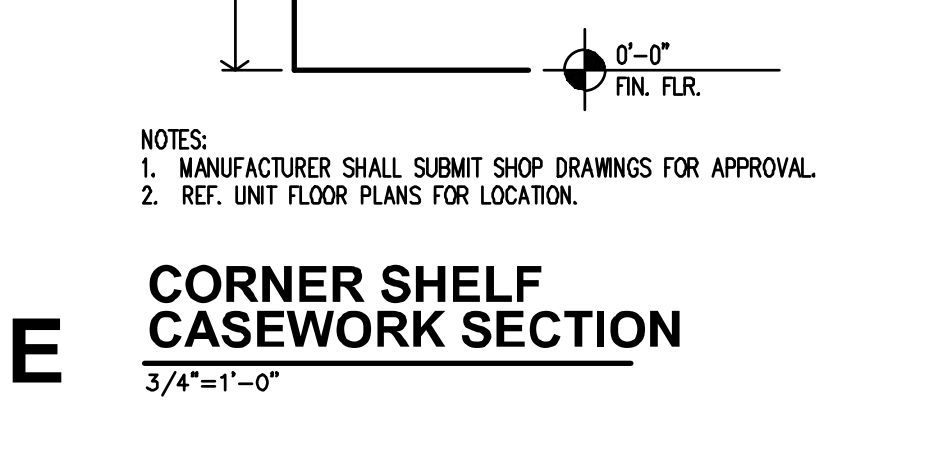 0'-0"
FIN. FLR.
NOTES:
1. MANUFACTURER SHALL SUBMIT SHOP DRAWINGS FOR APPROVAL.
2. REF. UNIT FLOOR PLANS FOR LOCATION.
CORNER SHELF
CASEWORK SECTION
E
3/4"=1'-0"